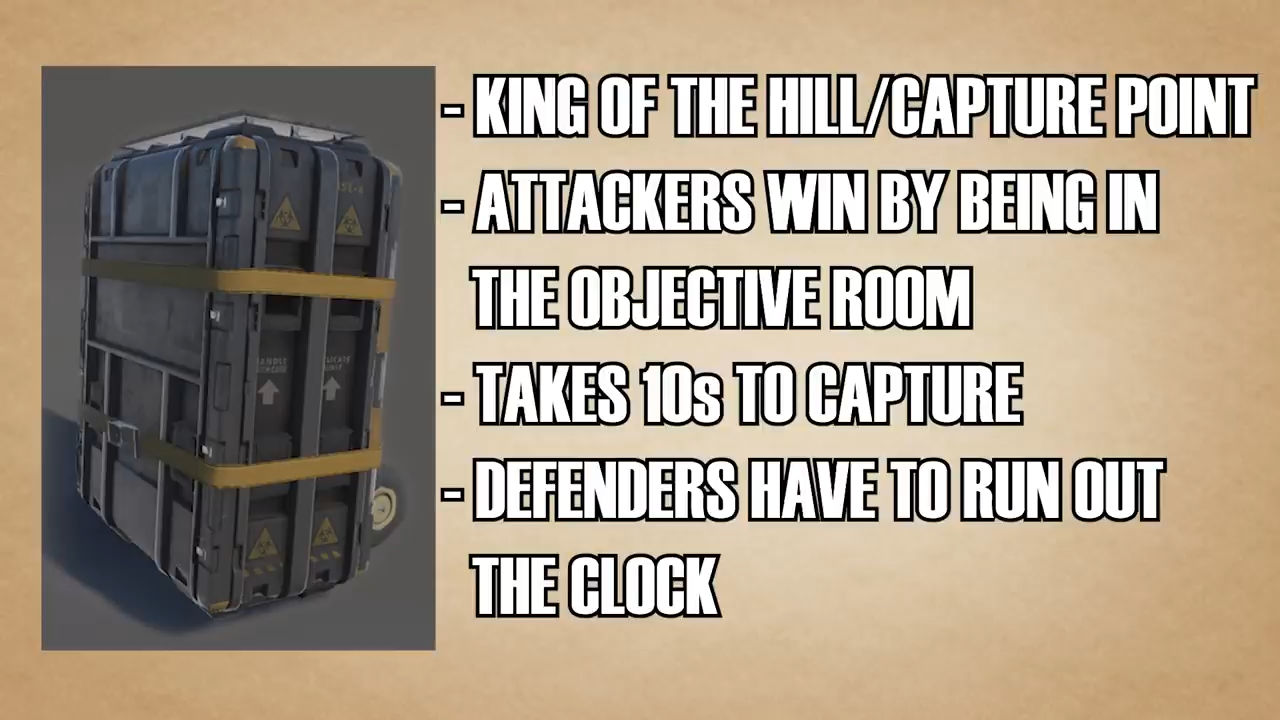 - KING OF THE HILL/CAPTURE POINT
- ATTACKERS WIN BY BEING IN
THE OBJECTIVE ROOM
- TAKES 10s TO CAPTURE
- DEFENDERS HAVE TO RUN OUT
THE CLOCK